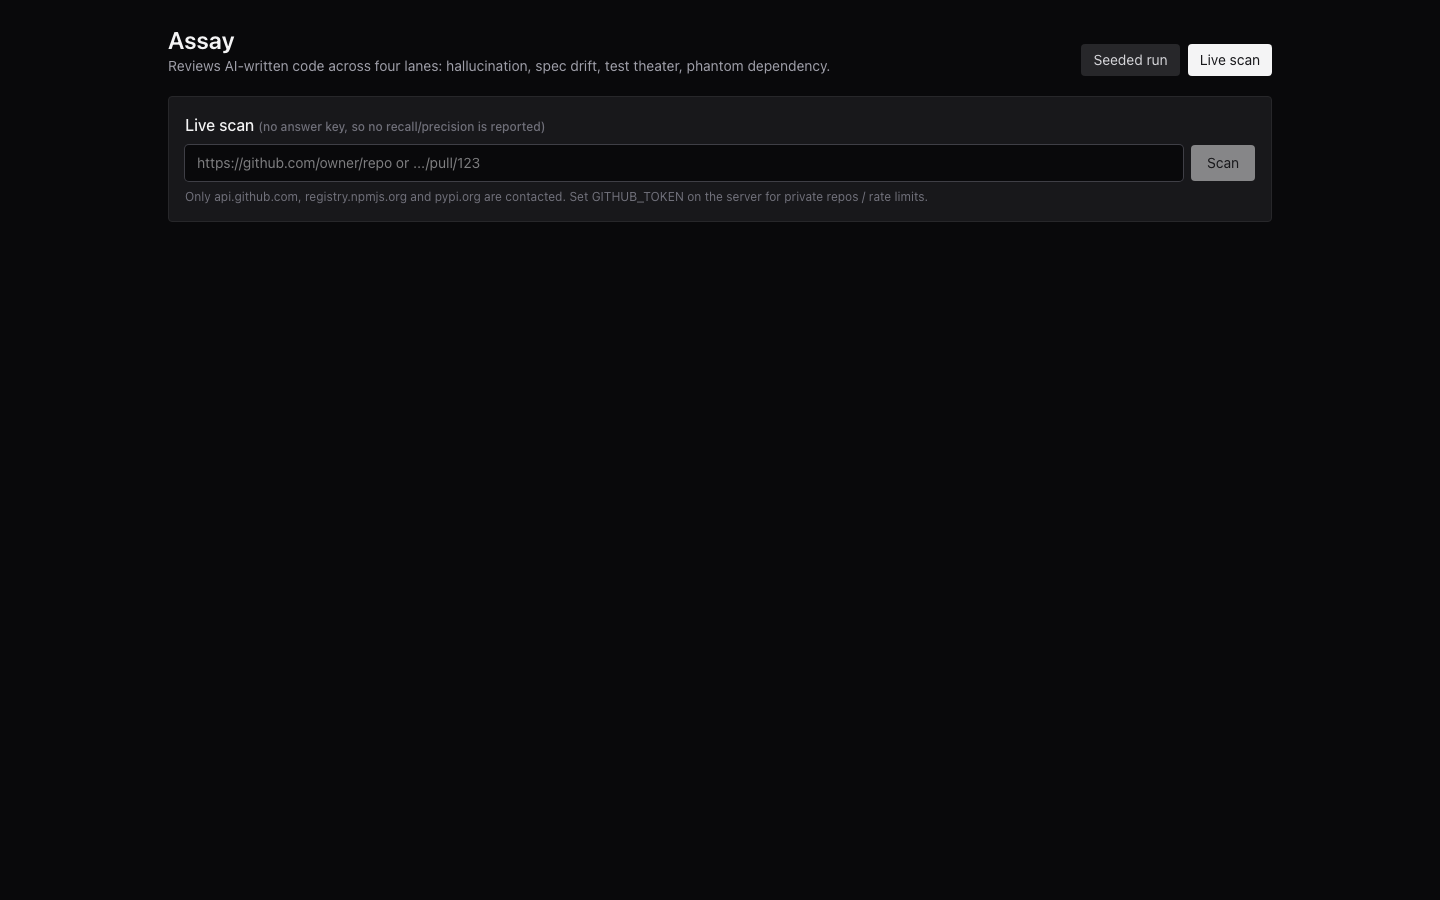 Assay
Reviews AI-written code across four lanes: hallucination, spec drift, test theater, phantom dependency.
Seeded run
Live scan
Live scan (no answer key, so no recall/precision is reported)
https://github.com/owner/repo or .../pull/123
Scan
Only api.github.com, registry.npmjs.org and pypi.org are contacted. Set GITHUB_TOKEN on the server for private repos / rate limits.